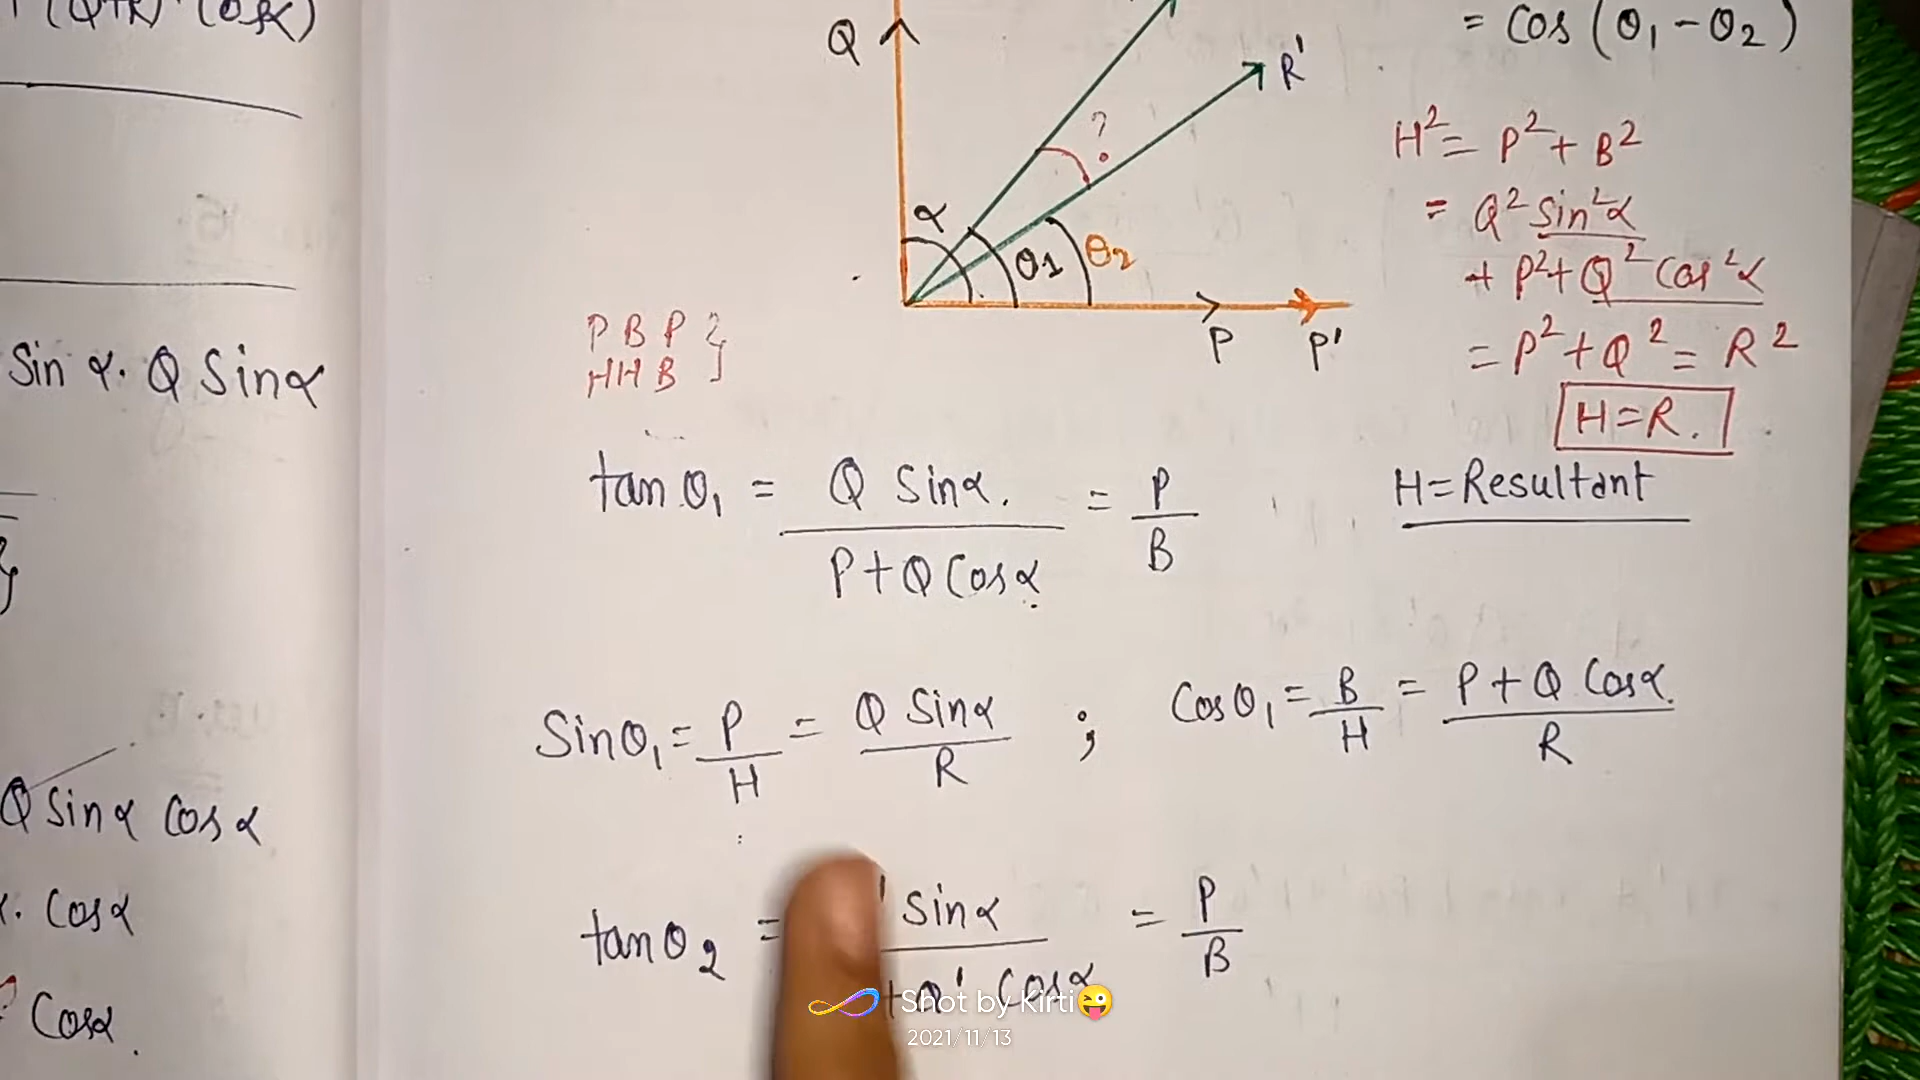 Sin α. Q Sinα
Q Sinα Cosα
. Cosα
Cosα.
Q
R'
?
α
θ1
θ2
P
P'
P B P }
H H B
= Cos (θ₁ - θ₂)
H² = P² + B²
= Q² Sin²α
+ P² + Q² Cos²α
= P² + Q² = R²
H = R.
H = Resultant
tan θ₁ = Q Sinα. / P + Q Cosα = P / B
Sinθ₁ = P / H = Q Sinα / R ; Cosθ₁ = B / H = P + Q Cosα / R
tan θ₂ = ' Sinα / + Q' Cosα = P / B
Shot by Kirti😜
2021/11/13